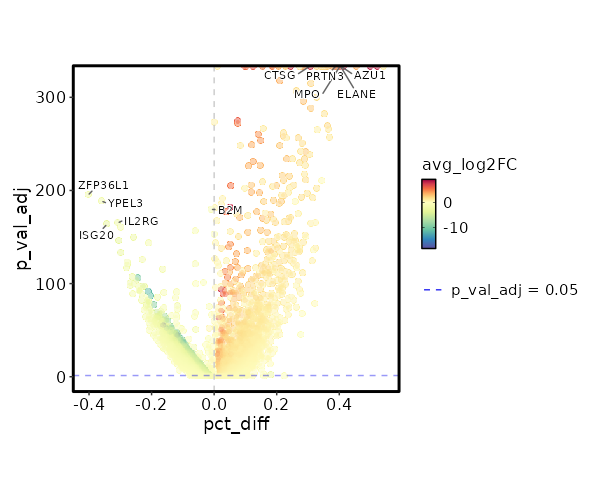 CTSG PRTN3 AZU1
MPO ELANE
300
ZFP36L1
200
YPEL3
B2M
IL2RG
ISG20
100
0
-0.4 -0.2 0.0 0.2 0.4
pct_diff
p_val_adj
avg_log2FC
0
-10
p_val_adj = 0.05